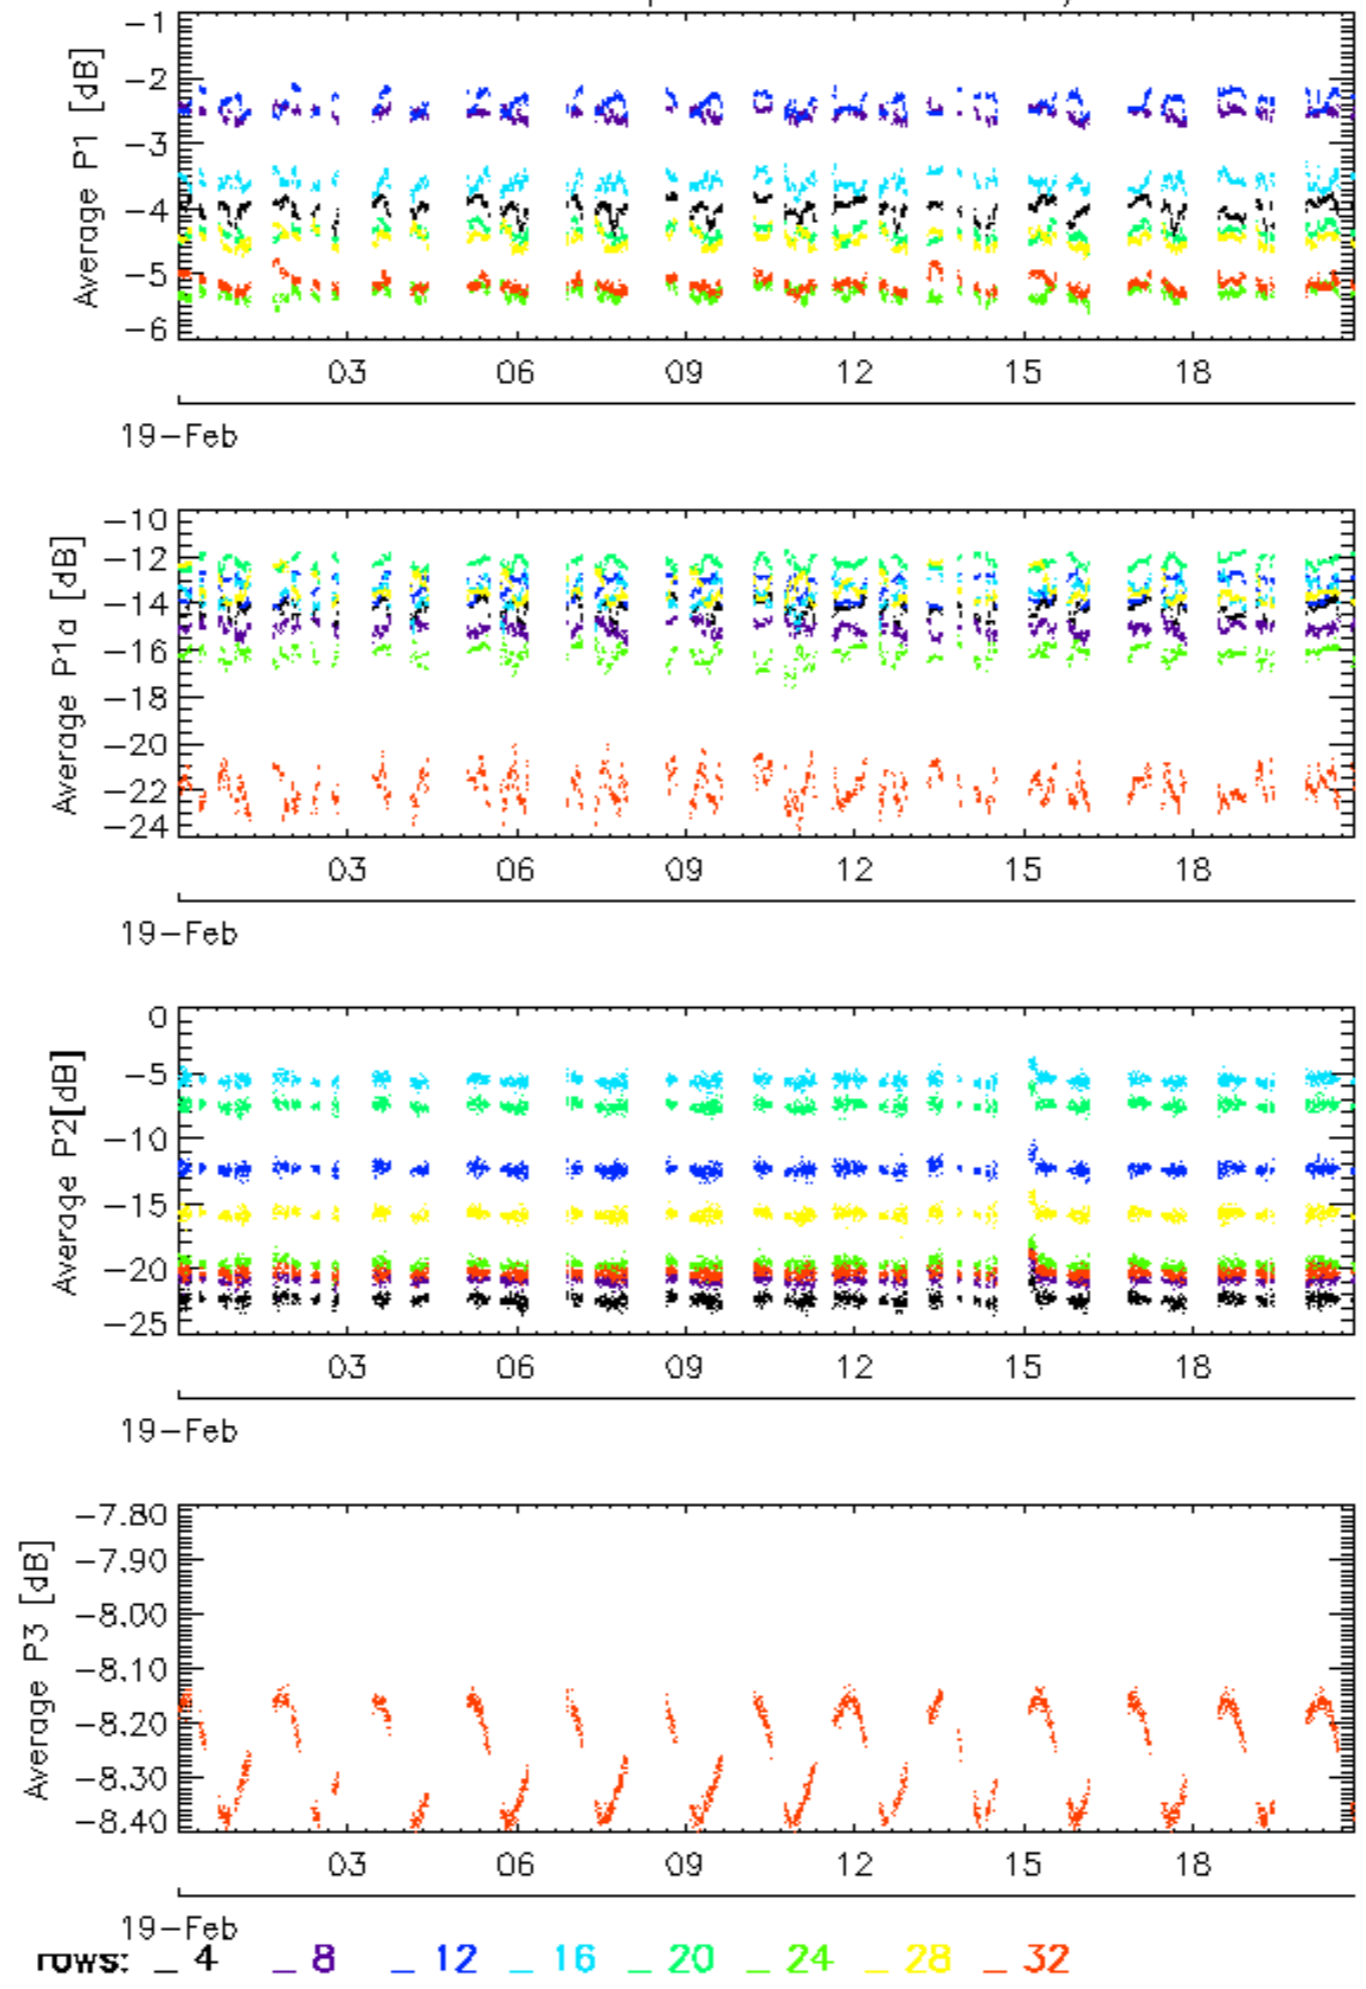 Average P1 [dB]
-1
-2
-3
-4
-5
-6
03 06 09 12 15 18
19-Feb
Average P1a [dB]
-10
-12
-14
-16
-18
-20
-22
-24
03 06 09 12 15 18
19-Feb
Average P2[dB]
0
-5
-10
-15
-20
-25
03 06 09 12 15 18
19-Feb
Average P3 [dB]
-7.80
-7.90
-8.00
-8.10
-8.20
-8.30
-8.40
03 06 09 12 15 18
19-Feb
rows: _ 4 _ 8 _ 12 _ 16 _ 20 _ 24 _ 28 _ 32